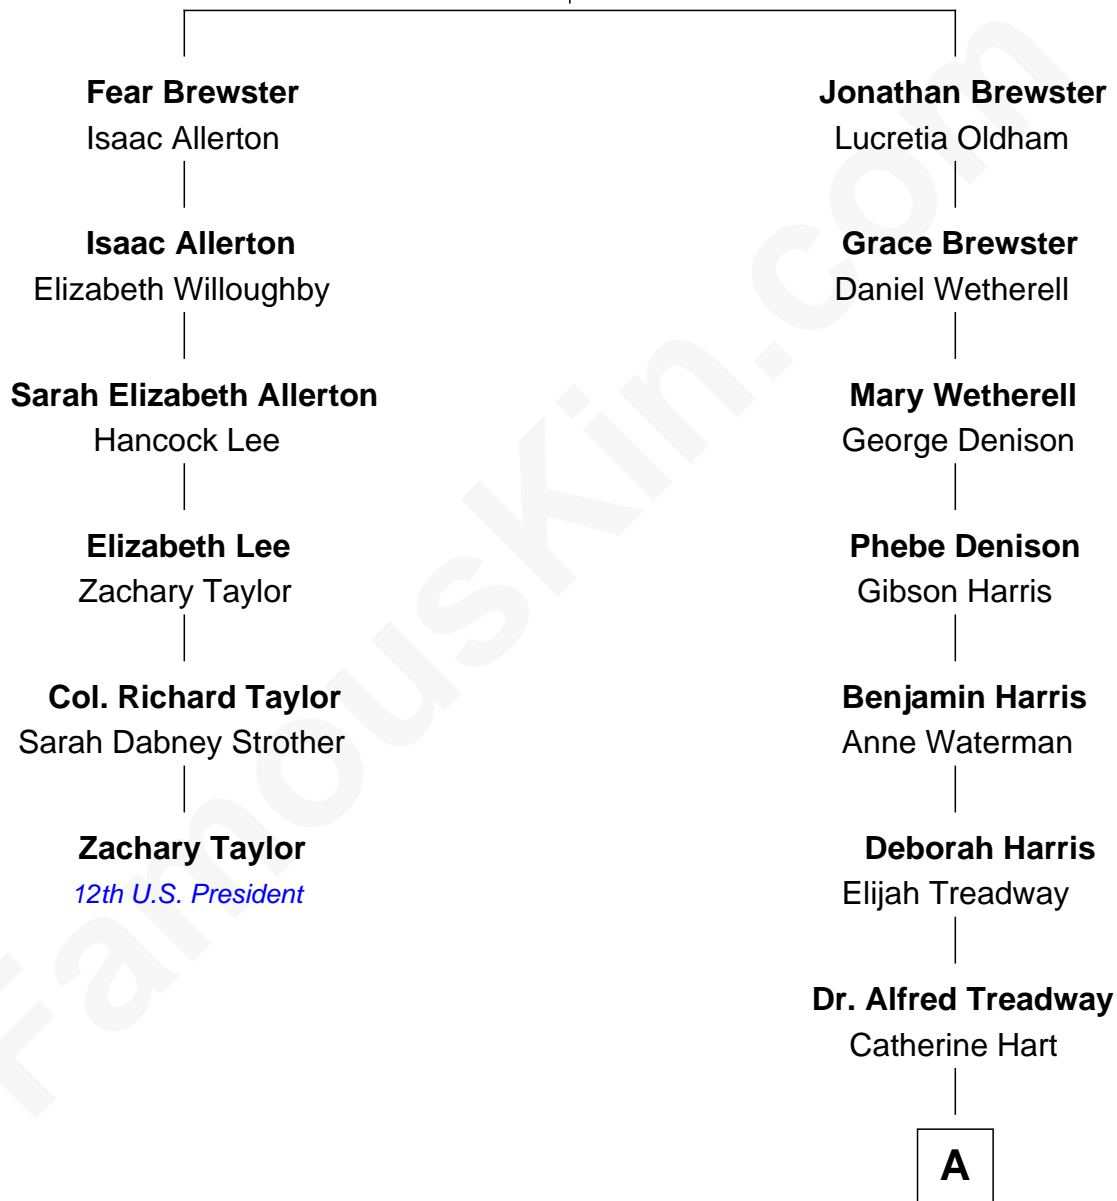 Fear Brewster
Isaac Allerton
Isaac Allerton
Elizabeth Willoughby
Sarah Elizabeth Allerton
Hancock Lee
Elizabeth Lee
Zachary Taylor
Col. Richard Taylor
Sarah Dabney Strother
Zachary Taylor
12th U.S. President
Jonathan Brewster
Lucretia Oldham
Grace Brewster
Daniel Wetherell
Mary Wetherell
George Denison
Phebe Denison
Gibson Harris
Benjamin Harris
Anne Waterman
Deborah Harris
Elijah Treadway
Dr. Alfred Treadway
Catherine Hart
A
FamousKin.com